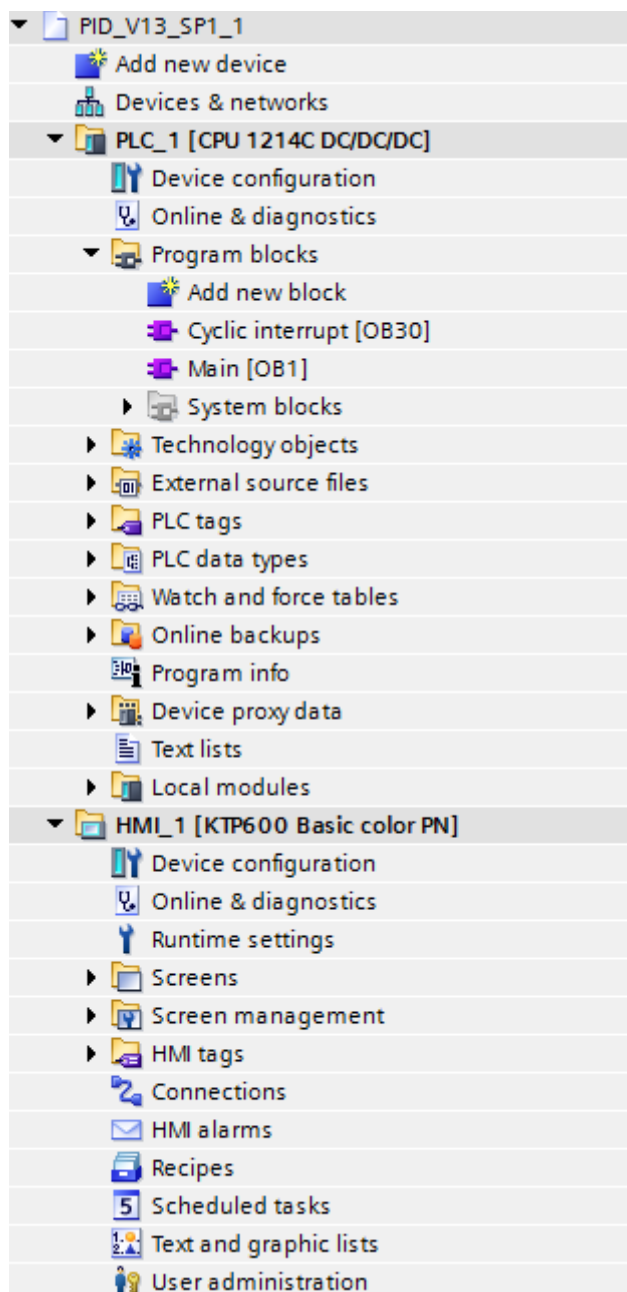 PID_V13_SP1_1
Add new device
Devices & networks
PLC_1 [CPU 1214C DC/DC/DC]
Device configuration
Online & diagnostics
Program blocks
Add new block
Cyclic interrupt [OB30]
Main [OB1]
System blocks
Technology objects
External source files
PLC tags
PLC data types
Watch and force tables
Online backups
Program info
Device proxy data
Text lists
Local modules
HMI_1 [KTP600 Basic color PN]
Device configuration
Online & diagnostics
Runtime settings
Screens
Screen management
HMI tags
Connections
HMI alarms
Recipes
Scheduled tasks
Text and graphic lists
User administration